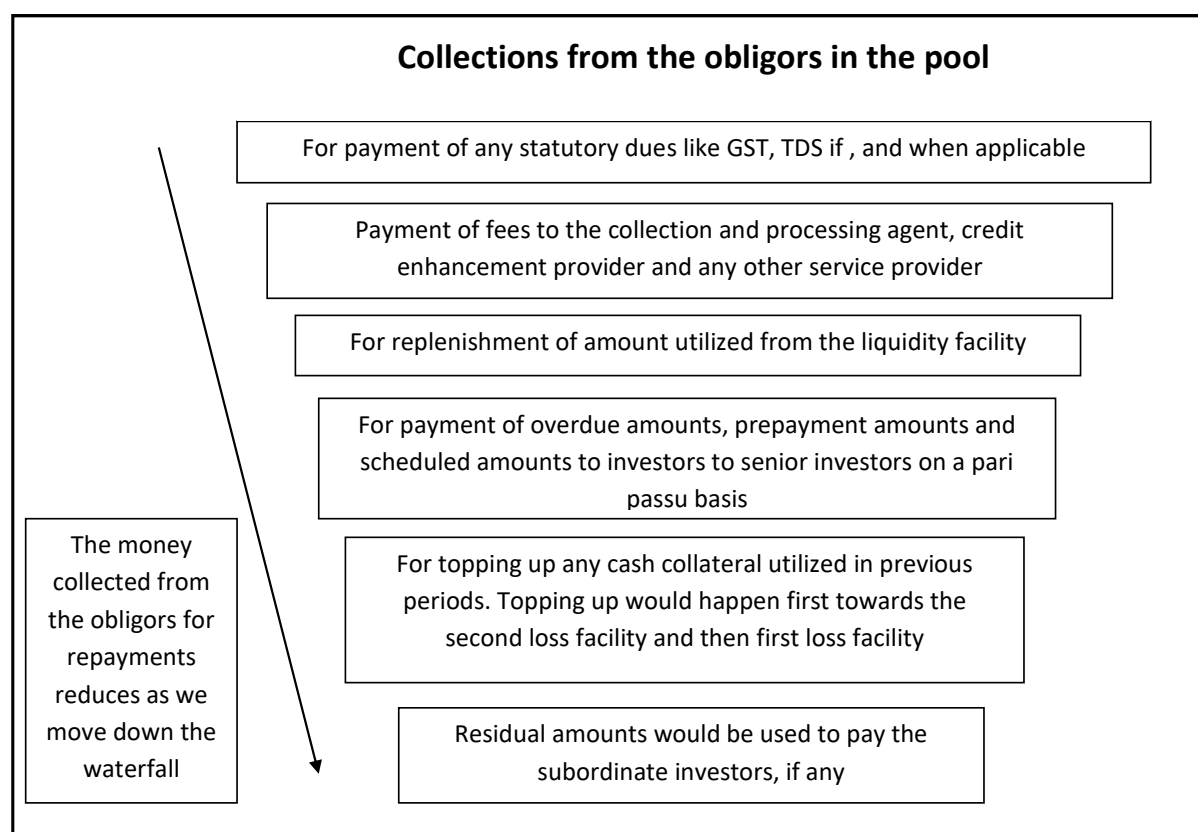 Collections from the obligors in the pool
For payment of any statutory dues like GST, TDS if , and when applicable
Payment of fees to the collection and processing agent, credit
enhancement provider and any other service provider
For replenishment of amount utilized from the liquidity facility
For payment of overdue amounts, prepayment amounts and
scheduled amounts to investors to senior investors on a pari
passu basis
The money
collected from
the obligors for
repayments
reduces as we
move down the
waterfall
For topping up any cash collateral utilized in previous
periods. Topping up would happen first towards the
second loss facility and then first loss facility
Residual amounts would be used to pay the
subordinate investors, if any